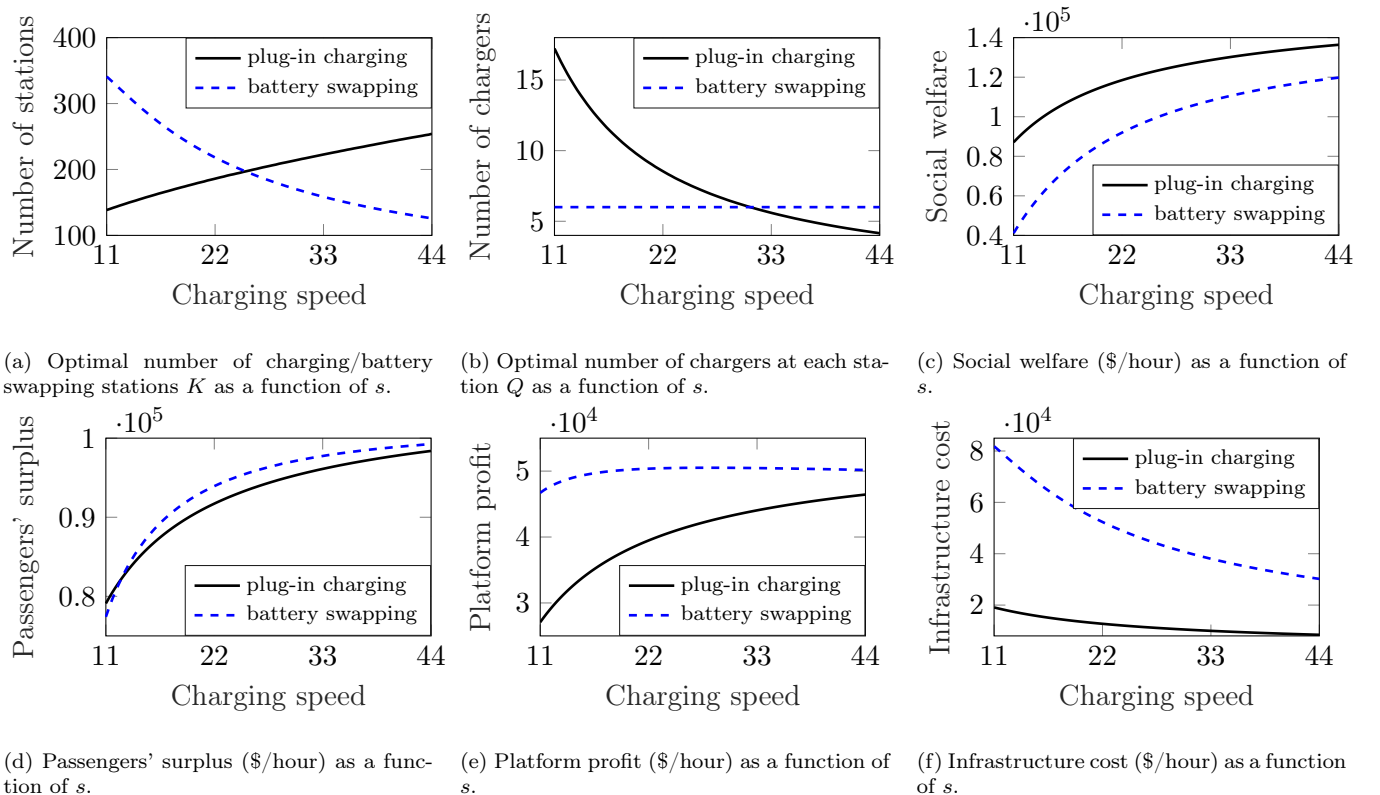 Number of stations
400
300
200
100
plug-in charging
battery swapping
11
22
33
44
Charging speed
(a) Optimal number of charging/battery
swapping stations K as a function of s.
Number of chargers
15
10
5
plug-in charging
battery swapping
11
22
33
44
Charging speed
(b) Optimal number of chargers at each sta-
tion Q as a function of s.
·10⁵
Social welfare
1.4
1.2
1
0.8
0.6
0.4
plug-in charging
battery swapping
11
22
33
44
Charging speed
(c) Social welfare ($/hour) as a function of
s.
·10⁵
Passengers' surplus
1
0.9
0.8
plug-in charging
battery swapping
11
22
33
44
Charging speed
(d) Passengers' surplus ($/hour) as a func-
tion of s.
·10⁴
Platform profit
5
4
3
plug-in charging
battery swapping
11
22
33
44
Charging speed
(e) Platform profit ($/hour) as a function of
s.
·10⁴
Infrastructure cost
8
6
4
2
plug-in charging
battery swapping
11
22
33
44
Charging speed
(f) Infrastructure cost ($/hour) as a function
of s.